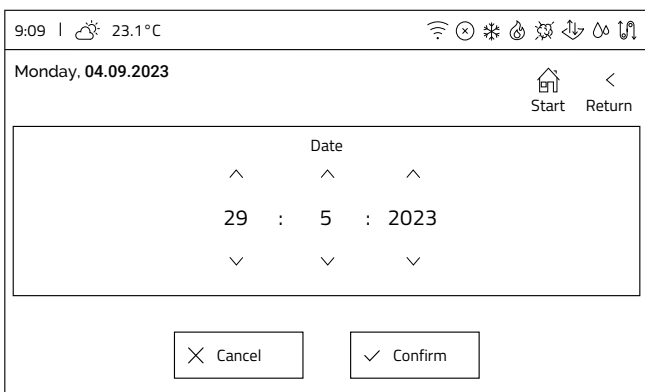 9:09 | 23.1°C
Monday, 04.09.2023
Start Return
Date
29 : 5 : 2023
Cancel Confirm